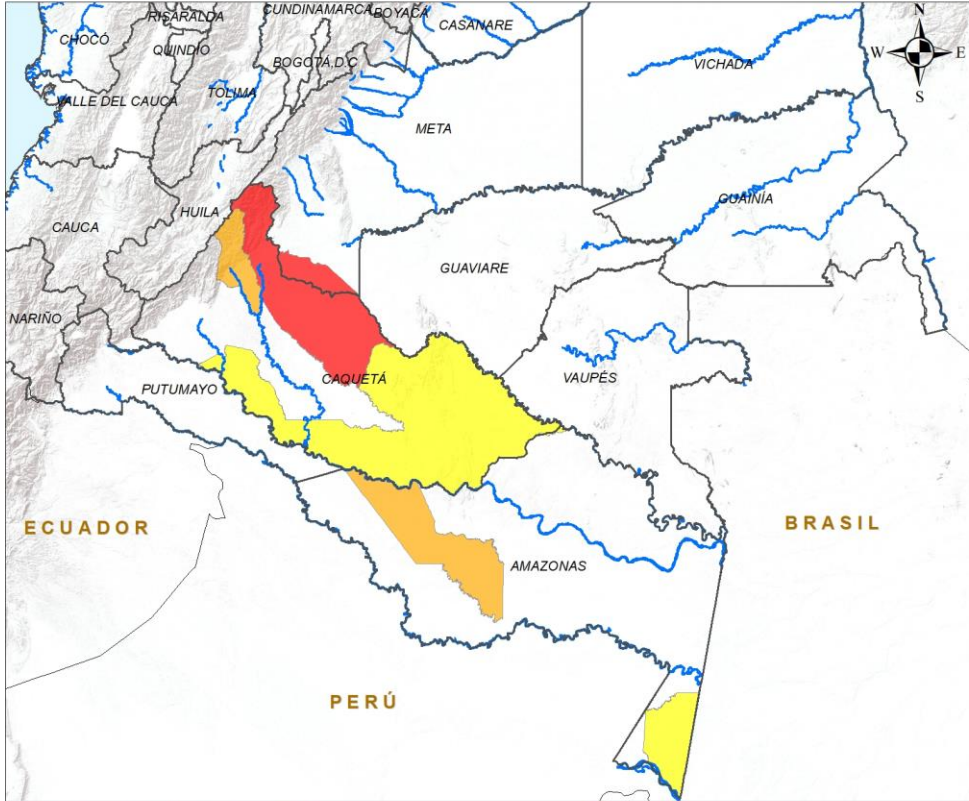 RISARALDA
CUNDINAMARCA
BOYACÁ
CASANARE
N
CHOCÓ
QUINDÍO
BOGOTÁ,D.C
W
E
VICHADA
S
VALLE DEL CAUCA
TOLIMA
META
GUAINÍA
HUILA
CAUCA
GUAVIARE
NARIÑO
CAQUETÁ
VAUPÉS
PUTUMAYO
ECUADOR
BRASIL
AMAZONAS
PERÚ